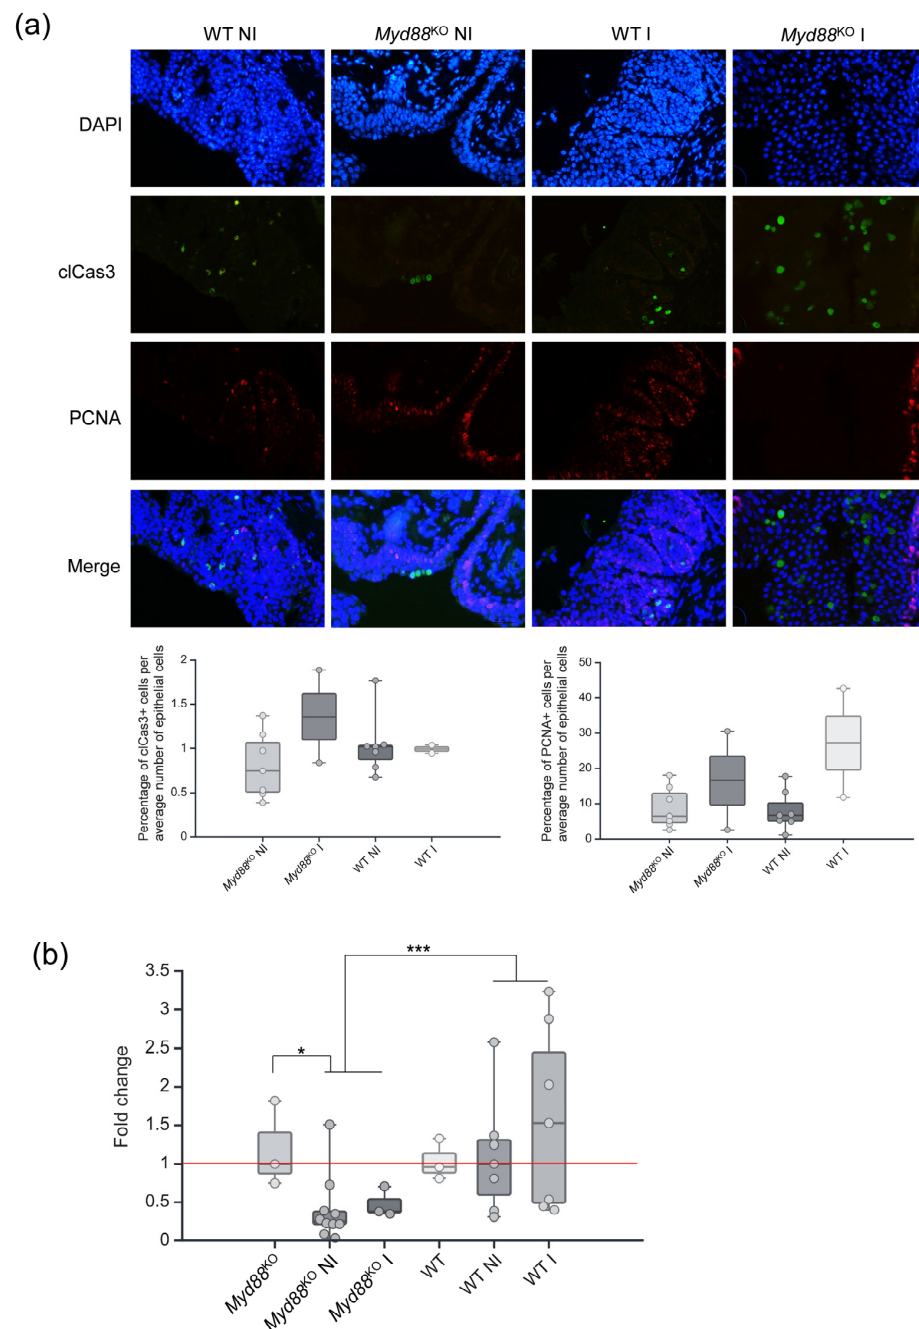 (a)
WT NI
Myd88KO NI
WT I
Myd88KO I
DAPI
clCas3
PCNA
Merge
Percentage of clCas3+ cells per
average number of epithelial cells
2
1.5
1
0.5
0
Myd88KO NI
Myd88KO I
WT NI
WT I
Percentage of PCNA+ cells per
average number of epithelial cells
50
40
30
20
10
0
Myd88KO NI
Myd88KO I
WT NI
WT I
(b)
***
*
Fold change
3.5
3
2.5
2
1.5
1
0.5
0
Myd88KO
Myd88KO NI
Myd88KO I
WT
WT NI
WT I